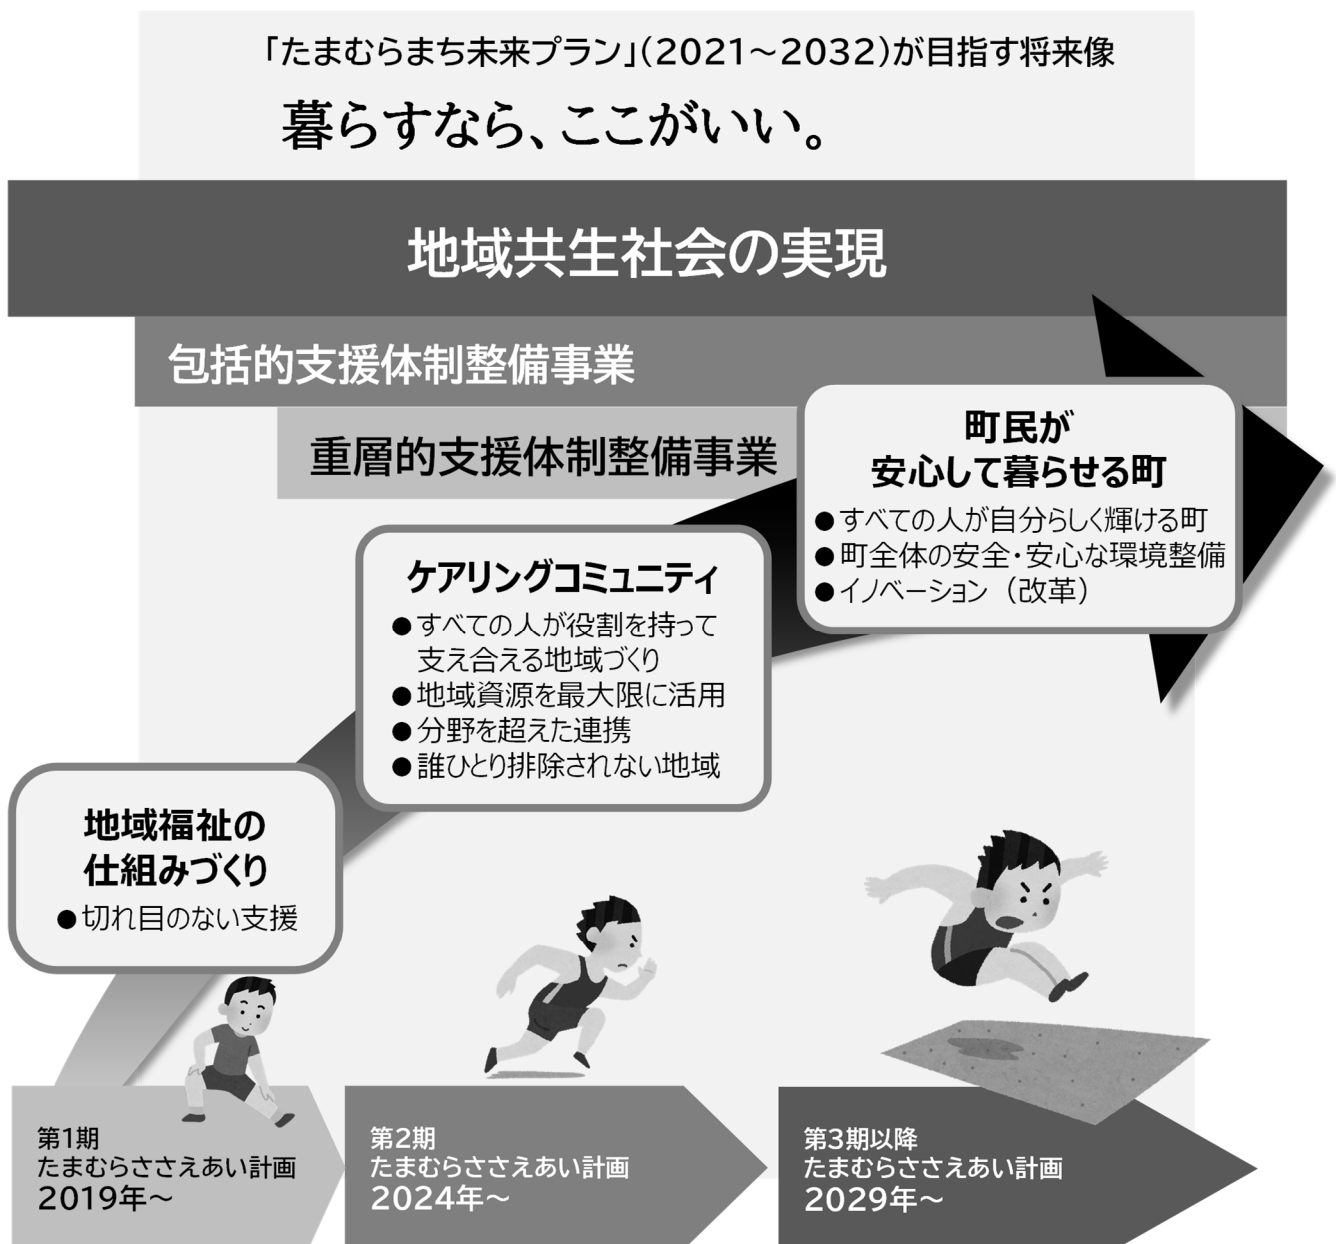 「たまむらまち未来プラン」(2021～2032)が目指す将来像
暮らすなら、ここがいい。
地域共生社会の実現
包括的支援体制整備事業
重層的支援体制整備事業
町民が
安心して暮らせる町
●すべての人が自分らしく輝ける町
●町全体の安全・安心な環境整備
●イノベーション（改革）
ケアリングコミュニティ
●すべての人が役割を持って
支え合える地域づくり
●地域資源を最大限に活用
●分野を超えた連携
●誰ひとり排除されない地域
地域福祉の
仕組みづくり
●切れ目のない支援
第1期
たまむらささえあい計画
2019年～
第2期
たまむらささえあい計画
2024年～
第3期以降
たまむらささえあい計画
2029年～